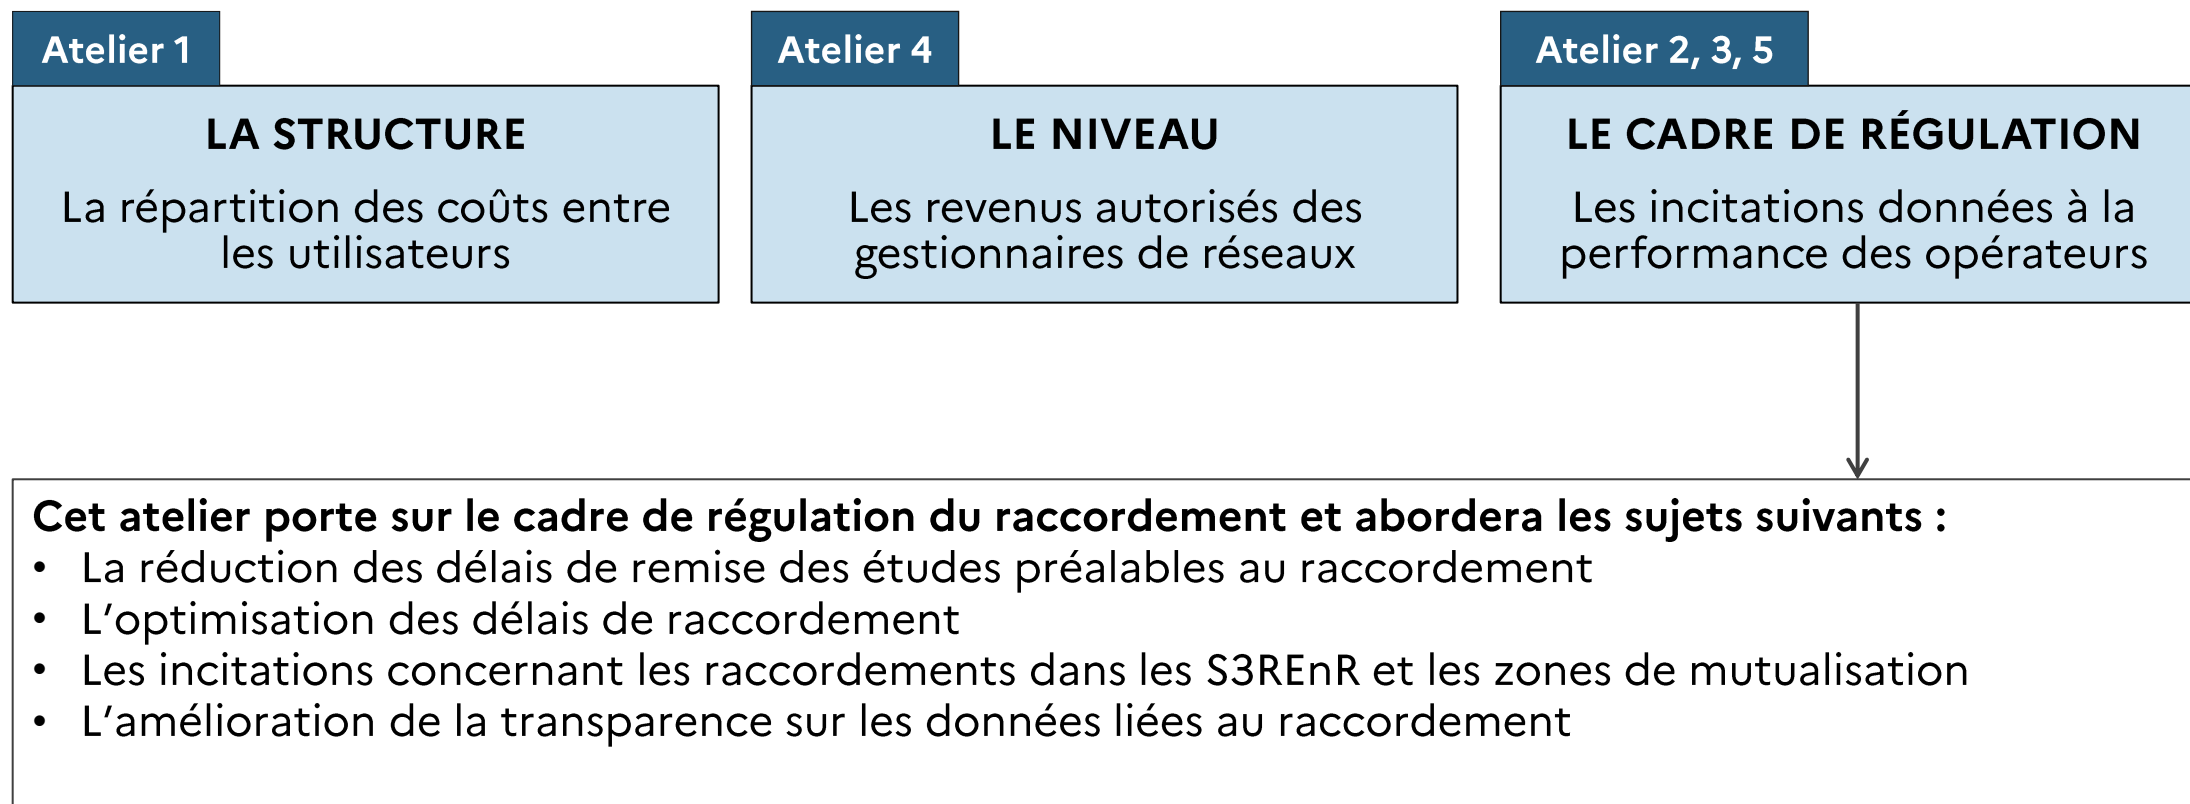 Atelier 1
LA STRUCTURE
La répartition des coûts entre
les utilisateurs
Atelier 4
LE NIVEAU
Les revenus autorisés des
gestionnaires de réseaux
Atelier 2, 3, 5
LE CADRE DE RÉGULATION
Les incitations données à la
performance des opérateurs
Cet atelier porte sur le cadre de régulation du raccordement et abordera les sujets suivants :
• La réduction des délais de remise des études préalables au raccordement
• L’optimisation des délais de raccordement
• Les incitations concernant les raccordements dans les S3REnR et les zones de mutualisation
• L’amélioration de la transparence sur les données liées au raccordement